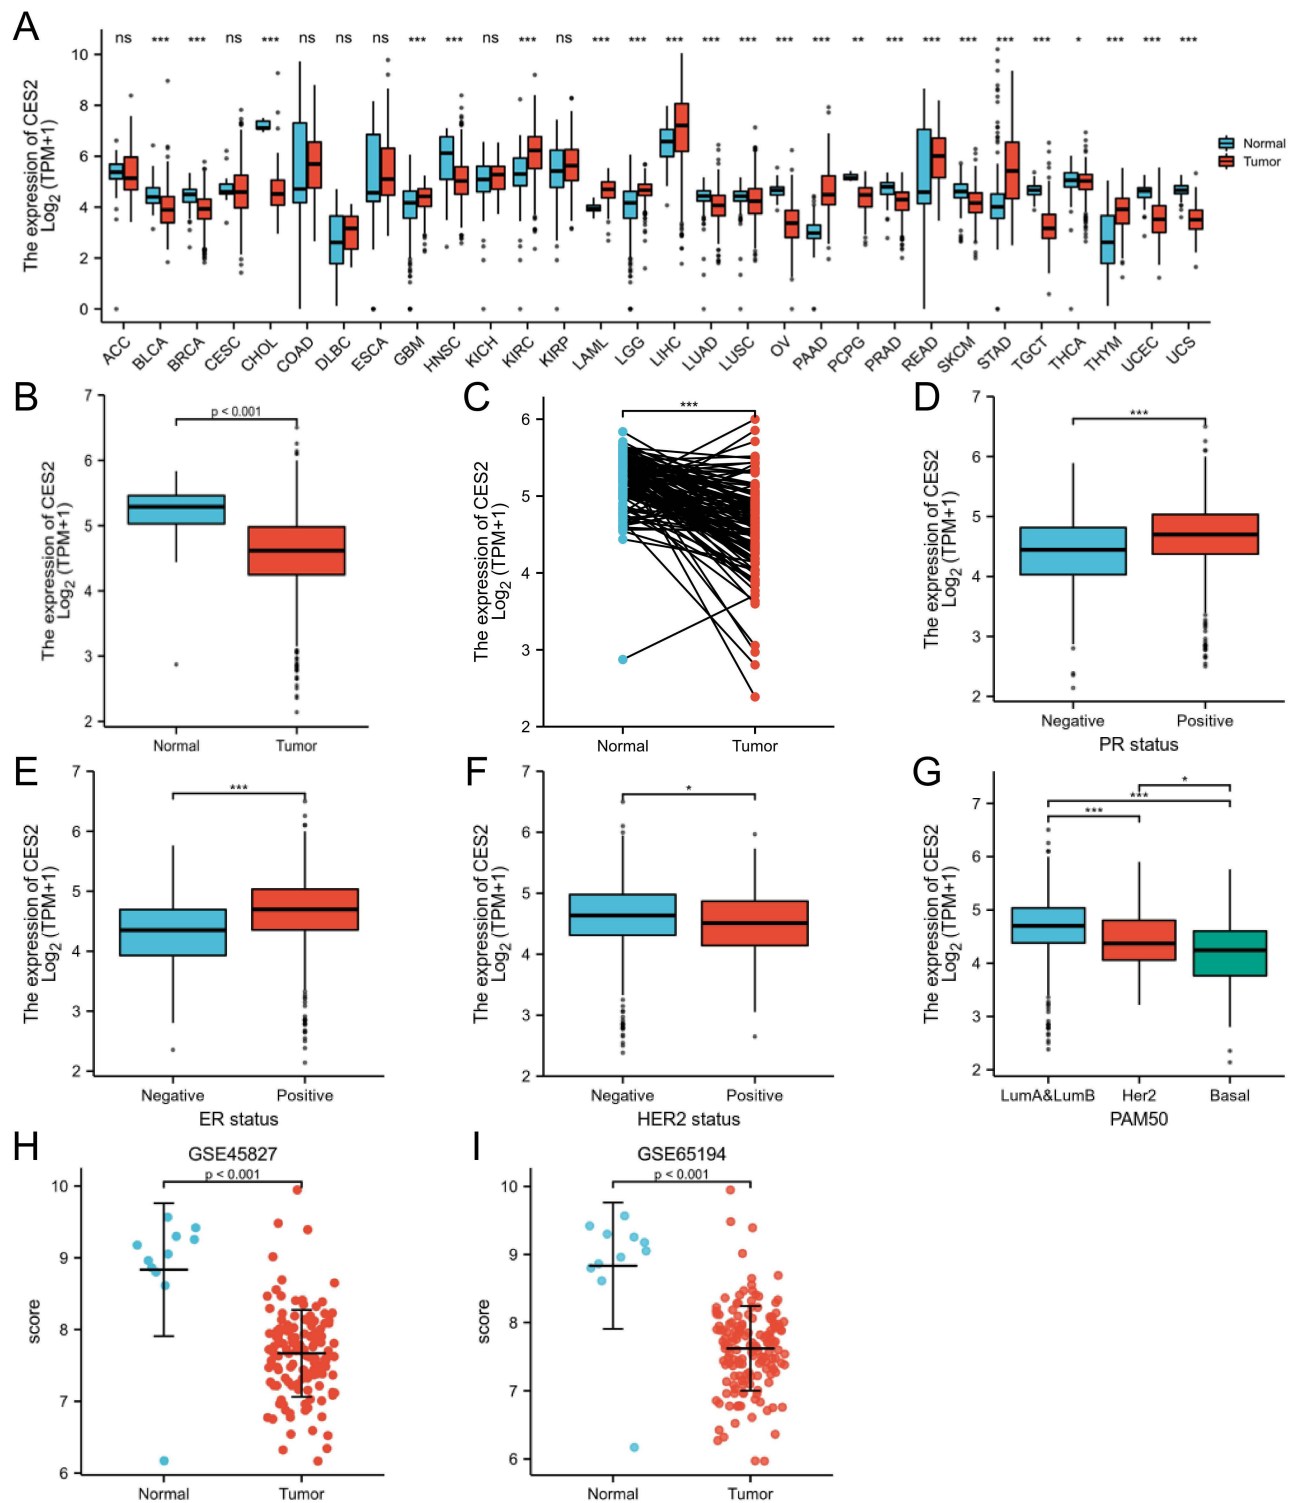 A
ns *** *** ns *** ns ns ns *** *** ns *** ns *** *** *** *** *** *** *** ** *** *** *** *** *** * *** *** ***
The expression of CES2
Log2 (TPM+1)
10
8
6
4
2
0
Normal
Tumor
ACC BLCA BRCA CESC CHOL COAD DLBC ESCA GBM HNSC KICH KIRC KIRP LAML LGG LIHC LUAD LUSC OV PAAD PCPG PRAD READ SKCM STAD TGCT THCA THYM UCEC UCS
B
The expression of CES2
Log2 (TPM+1)
7
6
5
4
3
2
p < 0.001
Normal Tumor
C
The expression of CES2
Log2 (TPM+1)
6
5
4
3
2
***
Normal Tumor
D
The expression of CES2
Log2 (TPM+1)
7
6
5
4
3
2
***
Negative Positive
PR status
E
The expression of CES2
Log2 (TPM+1)
7
6
5
4
3
2
***
Negative Positive
ER status
F
The expression of CES2
Log2 (TPM+1)
7
6
5
4
3
2
*
Negative Positive
HER2 status
G
The expression of CES2
Log2 (TPM+1)
7
6
5
4
3
2
*
***
***
LumA&LumB Her2 Basal
PAM50
H
GSE45827
p < 0.001
score
10
9
8
7
6
Normal Tumor
I
GSE65194
p < 0.001
score
10
9
8
7
6
Normal Tumor